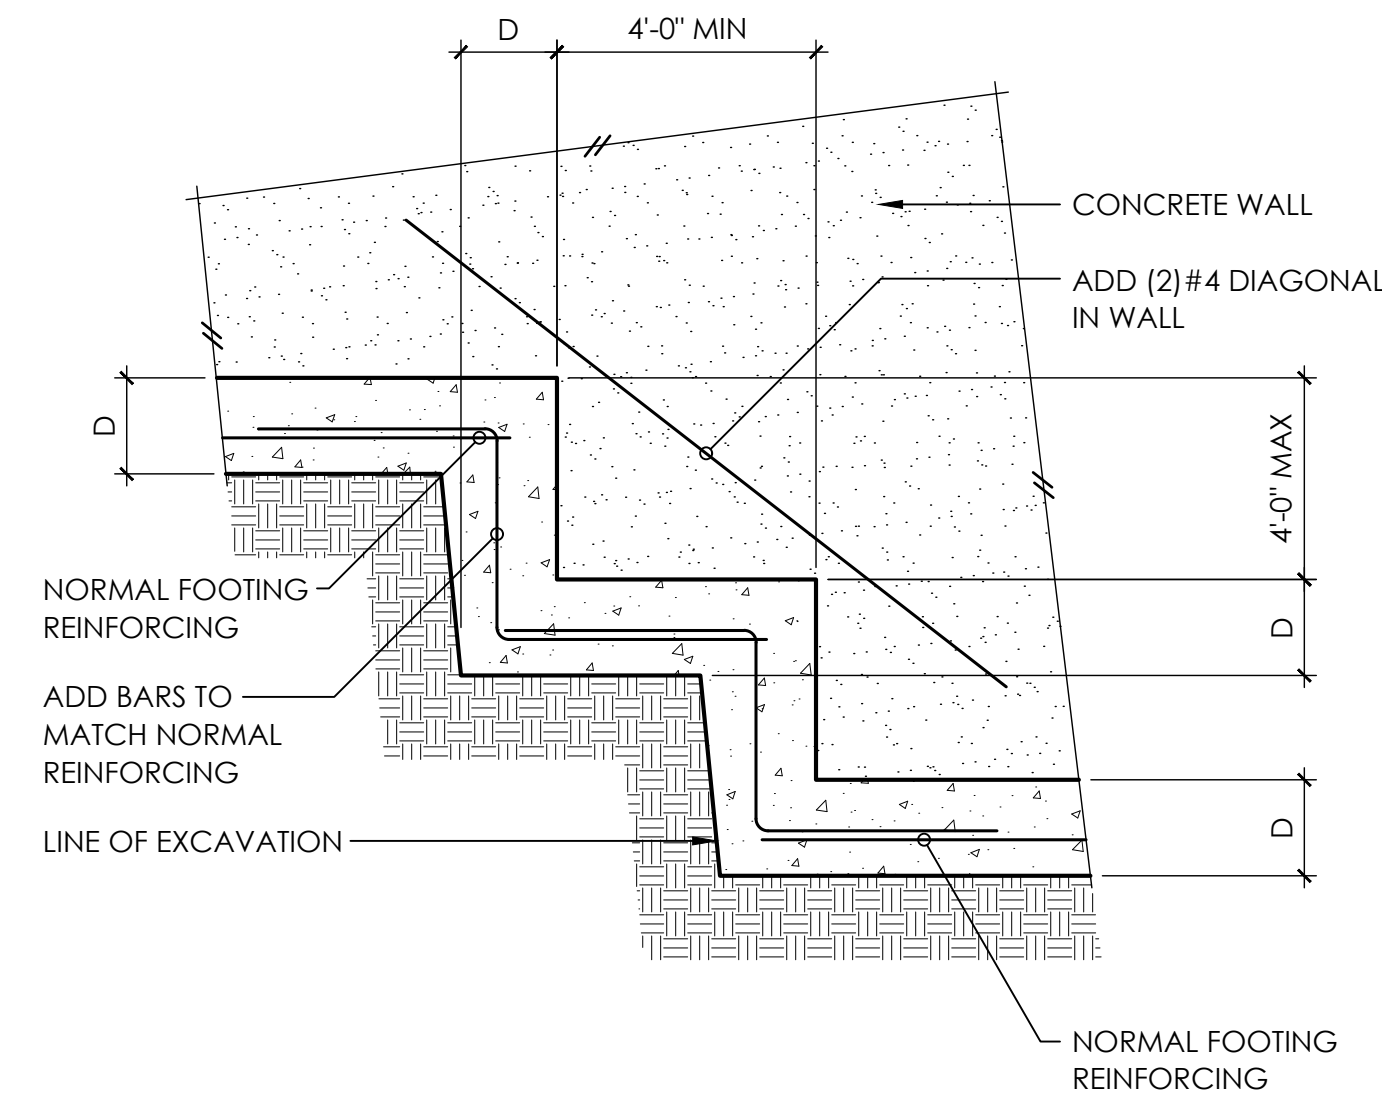 D
4'-0" MIN
CONCRETE WALL
ADD (2)#4 DIAGONAL
IN WALL
D
4'-0" MAX
NORMAL FOOTING
REINFORCING
D
ADD BARS TO
MATCH NORMAL
REINFORCING
LINE OF EXCAVATION
D
NORMAL FOOTING
REINFORCING